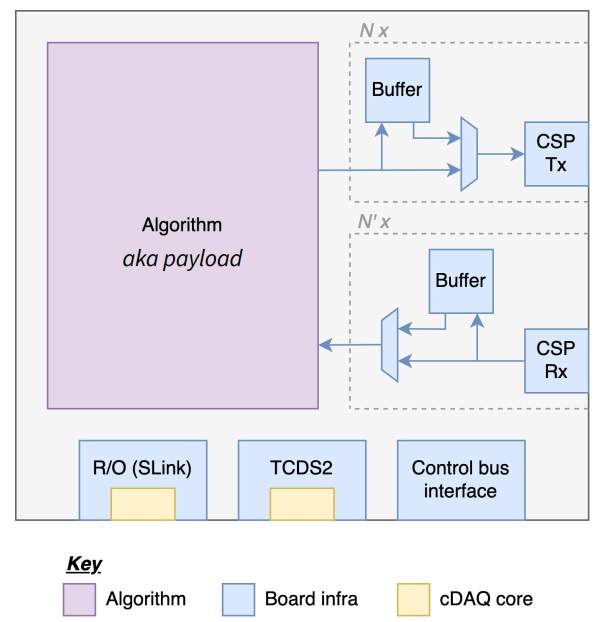 N x
Buffer
CSP
Tx
Algorithm
aka payload
N' x
Buffer
CSP
Rx
R/O (SLink)
TCDS2
Control bus
interface
Key
Algorithm
Board infra
cDAQ core